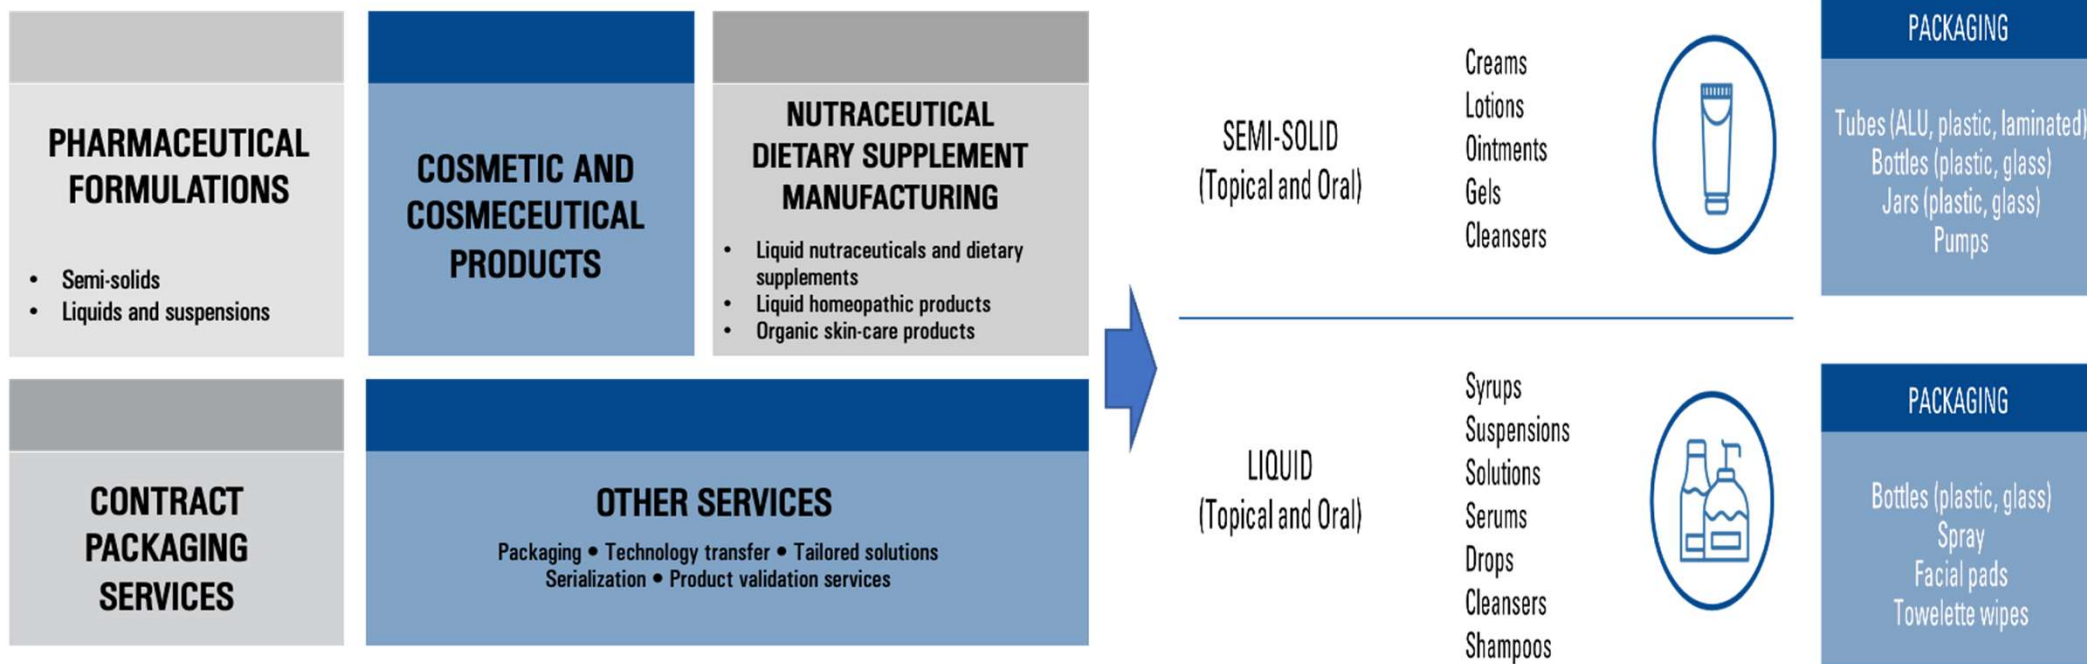 PHARMACEUTICAL
FORMULATIONS
• Semi-solids
• Liquids and suspensions
COSMETIC AND
COSMECEUTICAL
PRODUCTS
NUTRACEUTICAL
DIETARY SUPPLEMENT
MANUFACTURING
• Liquid nutraceuticals and dietary
supplements
• Liquid homeopathic products
• Organic skin-care products
CONTRACT
PACKAGING
SERVICES
OTHER SERVICES
Packaging • Technology transfer • Tailored solutions
Serialization • Product validation services
SEMI-SOLID
(Topical and Oral)
Creams
Lotions
Ointments
Gels
Cleansers
PACKAGING
Tubes (ALU, plastic, laminated)
Bottles (plastic, glass)
Jars (plastic, glass)
Pumps
LIQUID
(Topical and Oral)
Syrups
Suspensions
Solutions
Serums
Drops
Cleansers
Shampoos
PACKAGING
Bottles (plastic, glass)
Spray
Facial pads
Towelette wipes